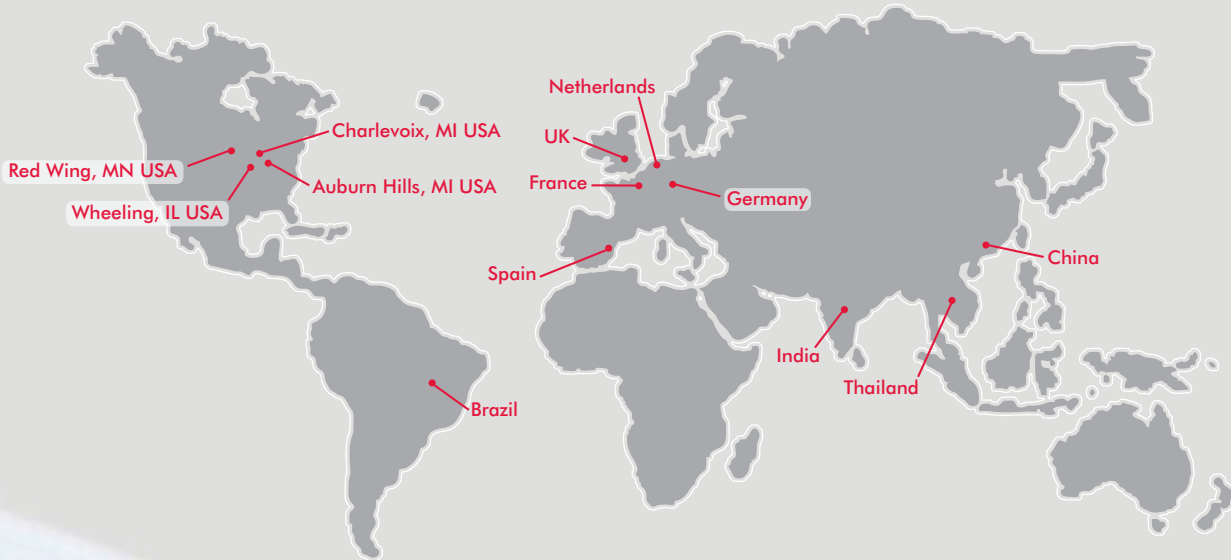 Netherlands
Charlevoix, MI USA
UK
Red Wing, MN USA
France
Auburn Hills, MI USA
Germany
Wheeling, IL USA
China
Spain
India
Thailand
Brazil